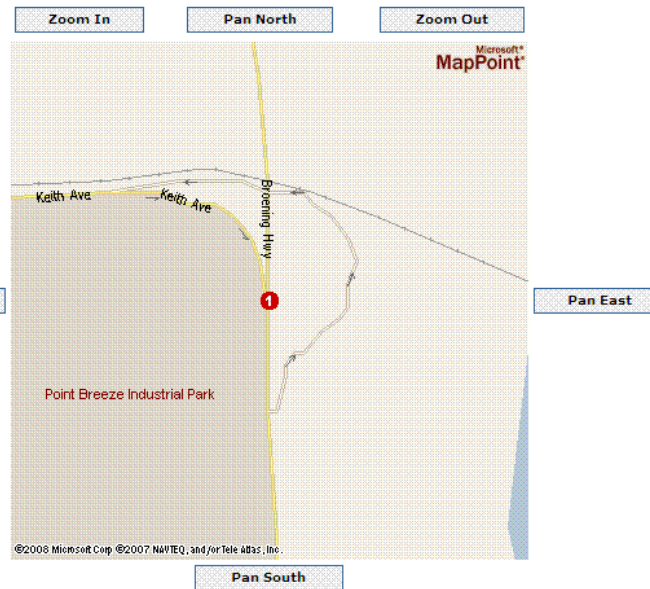 Zoom In
Pan North
Zoom Out
Microsoft®
MapPoint®
Keith Ave
Keith Ave
Broening Hwy
1
Pan East
Point Breeze Industrial Park
©2008 Microsoft Corp ©2007 NAVTEQ, and/or Tele Atlas, Inc.
Pan South